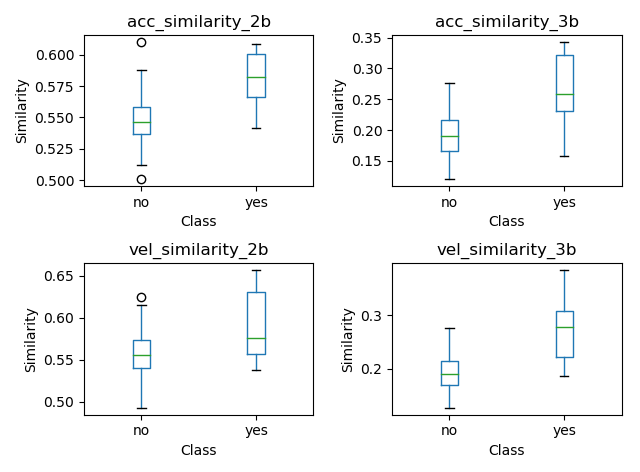 acc_similarity_2b
0.600
0.575
0.550
0.525
0.500
Similarity
no
yes
Class
acc_similarity_3b
0.35
0.30
0.25
0.20
0.15
Similarity
no
yes
Class
vel_similarity_2b
0.65
0.60
0.55
0.50
Similarity
no
yes
Class
vel_similarity_3b
0.3
0.2
Similarity
no
yes
Class